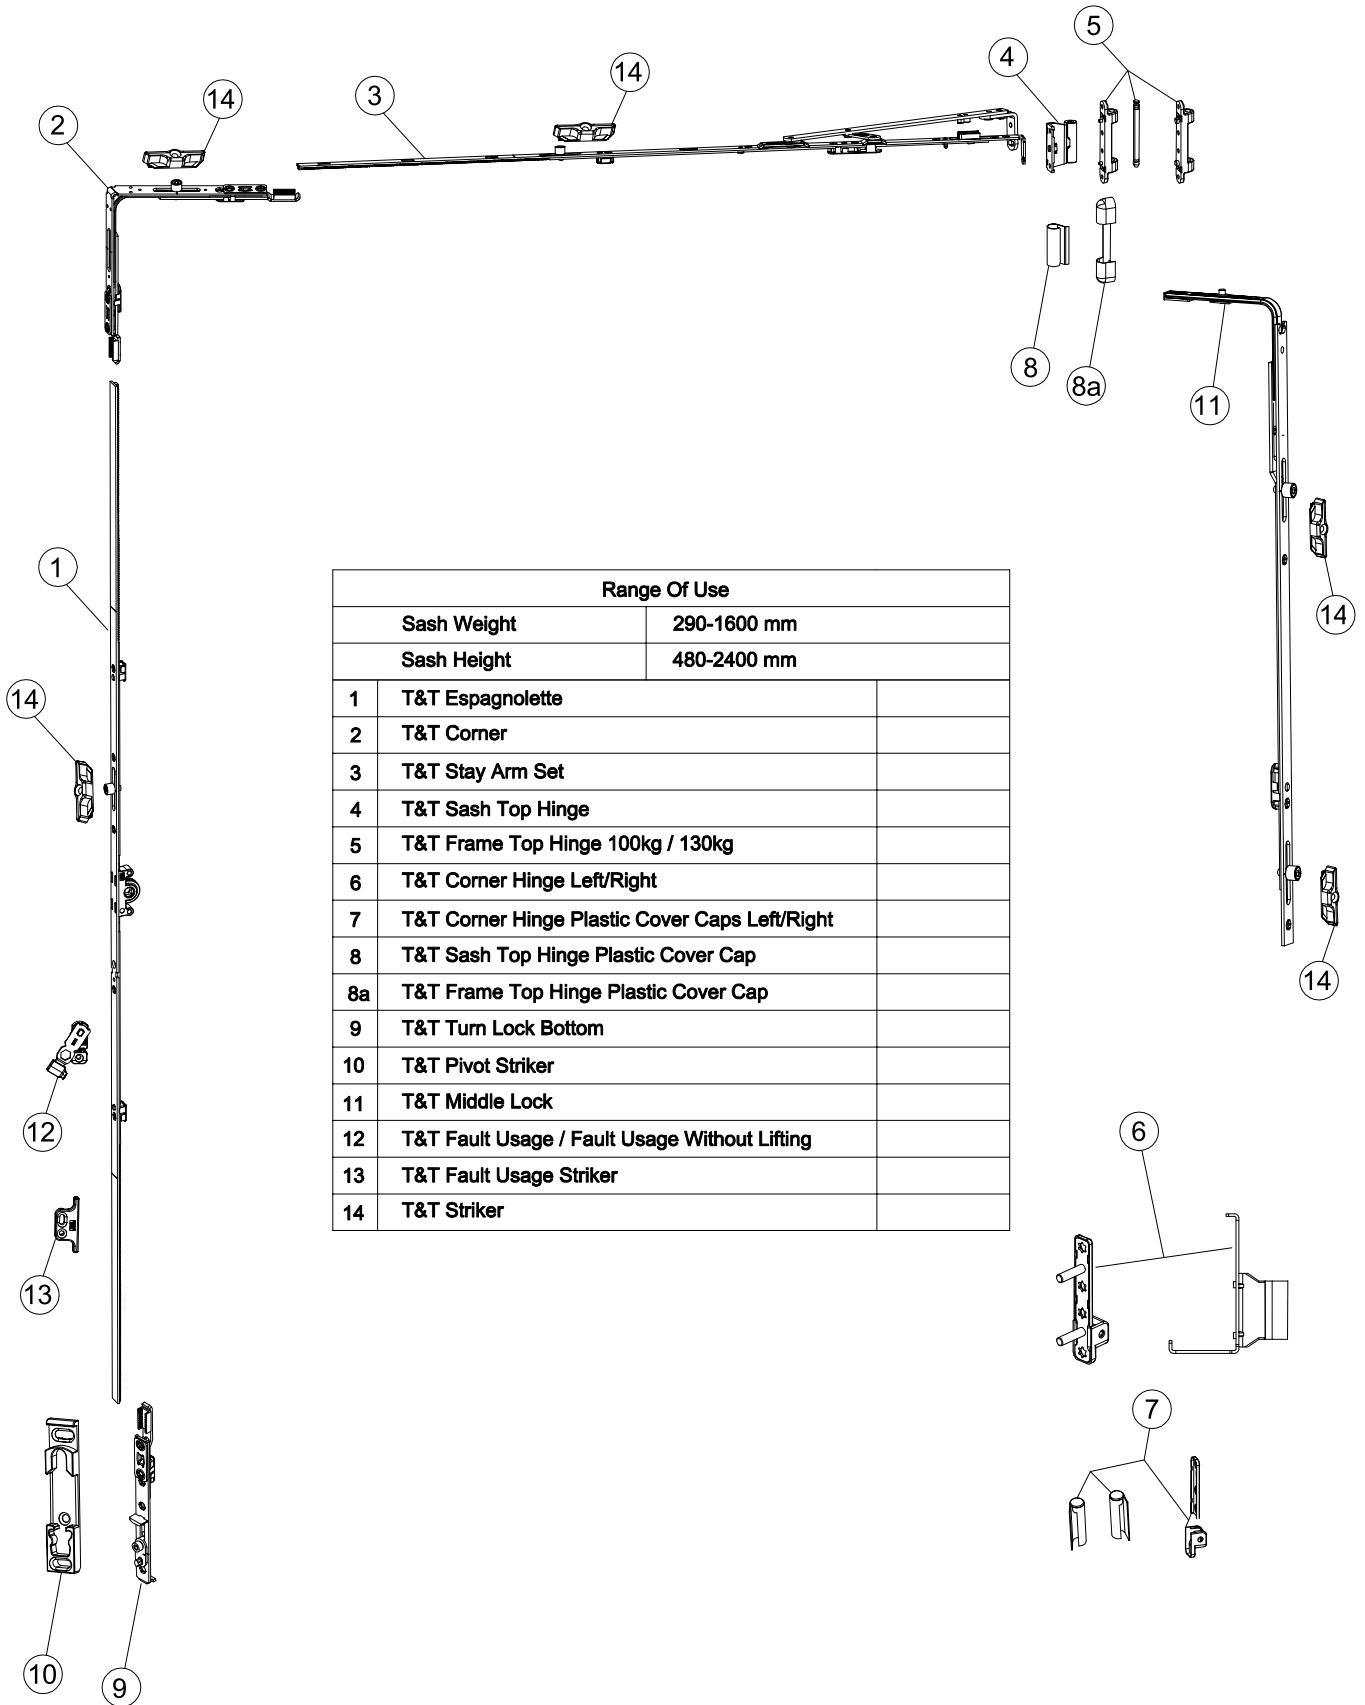 5
4
14
3
14
2
8
8a
11
1
14
14
14
12
13
6
7
10
9
Range Of Use
Sash Weight 290-1600 mm
Sash Height 480-2400 mm
1 T&T Espagnolette
2 T&T Corner
3 T&T Stay Arm Set
4 T&T Sash Top Hinge
5 T&T Frame Top Hinge 100kg / 130kg
6 T&T Corner Hinge Left/Right
7 T&T Corner Hinge Plastic Cover Caps Left/Right
8 T&T Sash Top Hinge Plastic Cover Cap
8a T&T Frame Top Hinge Plastic Cover Cap
9 T&T Turn Lock Bottom
10 T&T Pivot Striker
11 T&T Middle Lock
12 T&T Fault Usage / Fault Usage Without Lifting
13 T&T Fault Usage Striker
14 T&T Striker